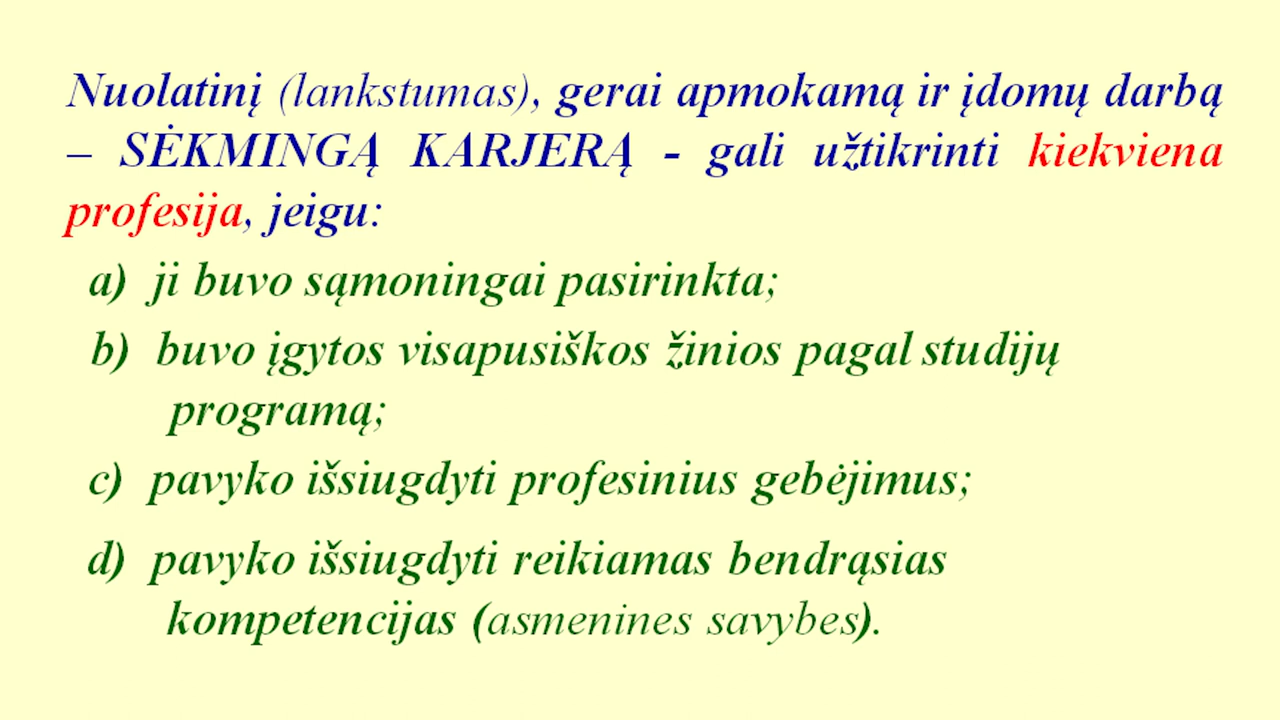 Nuolatinį (lankstumas), gerai apmokamą ir įdomų darbą
– SĖKMINGĄ KARJERĄ - gali užtikrinti kiekviena
profesija, jeigu:
a) ji buvo sąmoningai pasirinkta;
b) buvo įgytos visapusiškos žinios pagal studijų
programą;
c) pavyko išsiugdyti profesinius gebėjimus;
d) pavyko išsiugdyti reikiamas bendrąsias
kompetencijas (asmenines savybes).